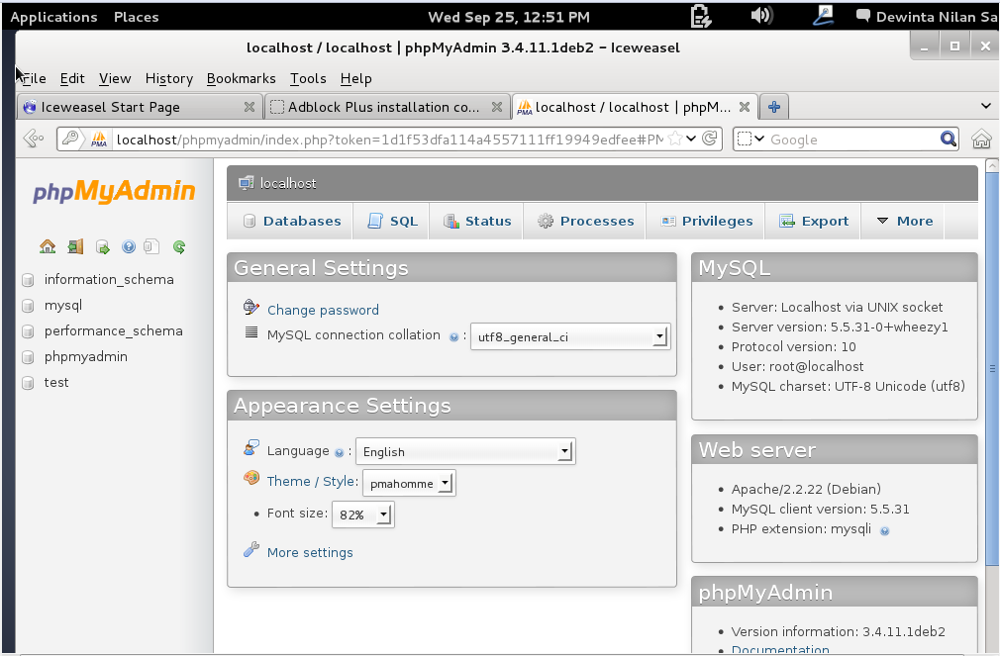 Applications Places Wed Sep 25, 12:51 PM Dewinta Nilan Sa
localhost / localhost | phpMyAdmin 3.4.11.1deb2 – Iceweasel
File Edit View History Bookmarks Tools Help
Iceweasel Start Page Adblock Plus installation co... localhost / localhost | phpM...
localhost/phpmyadmin/index.php?token=1d1f53dfa114a4557111ff19949edfee#PM Google
phpMyAdmin
information_schema
mysql
performance_schema
phpmyadmin
test
localhost
Databases SQL Status Processes Privileges Export More
General Settings
Change password
MySQL connection collation : utf8_general_ci
Appearance Settings
Language : English
Theme / Style: pmahomme
• Font size: 82%
More settings
MySQL
• Server: Localhost via UNIX socket
• Server version: 5.5.31-0+wheezy1
• Protocol version: 10
• User: root@localhost
• MySQL charset: UTF-8 Unicode (utf8)
Web server
• Apache/2.2.22 (Debian)
• MySQL client version: 5.5.31
• PHP extension: mysqli
phpMyAdmin
• Version information: 3.4.11.1deb2
• Documentation